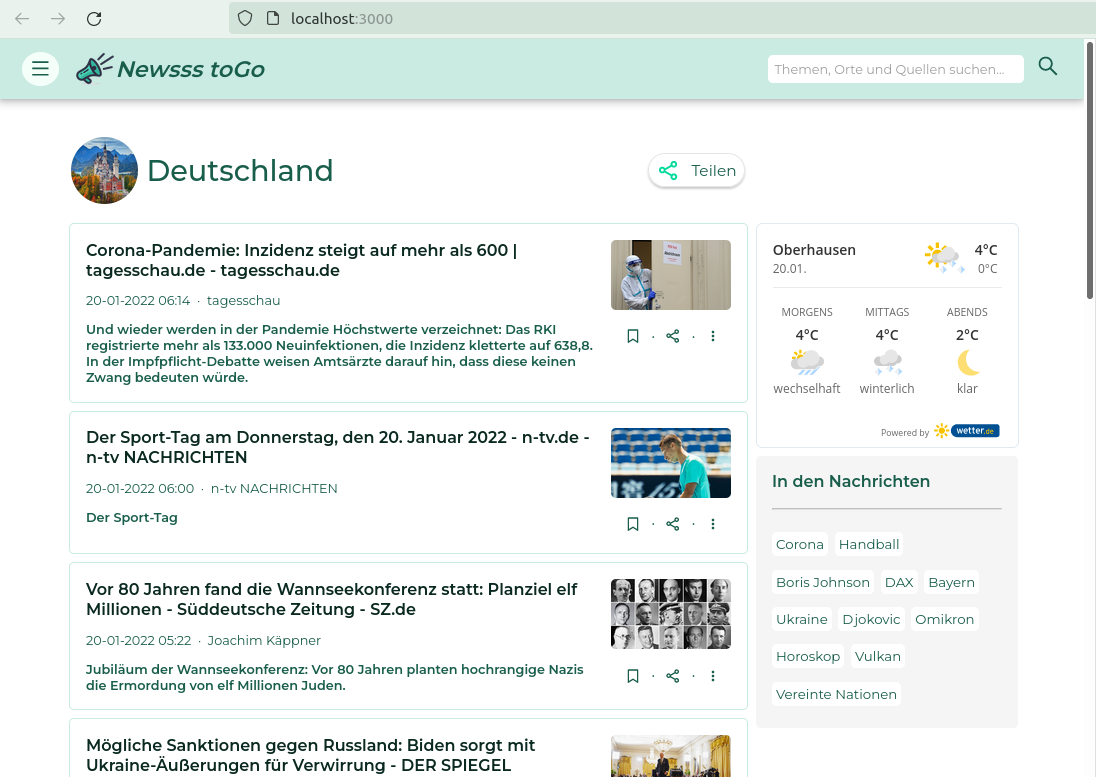 localhost:3000
Newsss toGo
Themen, Orte und Quellen suchen...
Deutschland
Teilen
Corona-Pandemie: Inzidenz steigt auf mehr als 600 |
tagesschau.de - tagesschau.de
20-01-2022 06:14 · tagesschau
Und wieder werden in der Pandemie Höchstwerte verzeichnet: Das RKI
registrierte mehr als 133.000 Neuinfektionen, die Inzidenz kletterte auf 638,8.
In der Impfpflicht-Debatte weisen Amtsärzte darauf hin, dass diese keinen
Zwang bedeuten würde.
Der Sport-Tag am Donnerstag, den 20. Januar 2022 - n-tv.de -
n-tv NACHRICHTEN
20-01-2022 06:00 · n-tv NACHRICHTEN
Der Sport-Tag
Vor 80 Jahren fand die Wannseekonferenz statt: Planziel elf
Millionen - Süddeutsche Zeitung - SZ.de
20-01-2022 05:22 · Joachim Käppner
Jubiläum der Wannseekonferenz: Vor 80 Jahren planten hochrangige Nazis
die Ermordung von elf Millionen Juden.
Mögliche Sanktionen gegen Russland: Biden sorgt mit
Ukraine-Äußerungen für Verwirrung - DER SPIEGEL
Oberhausen 4°C
20.01. 0°C
MORGENS MITTAGS ABENDS
4°C 4°C 2°C
wechselhaft winterlich klar
Powered by wetter.de
In den Nachrichten
Corona Handball
Boris Johnson DAX Bayern
Ukraine Djokovic Omikron
Horoskop Vulkan
Vereinte Nationen